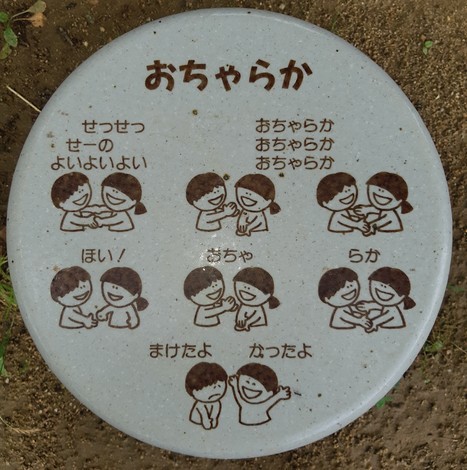 おちゃらか
せっせっ
せーの
よいよいよい
おちゃらか
おちゃらか
おちゃらか
ほい！
おちゃ
らか
まけたよ
かったよ